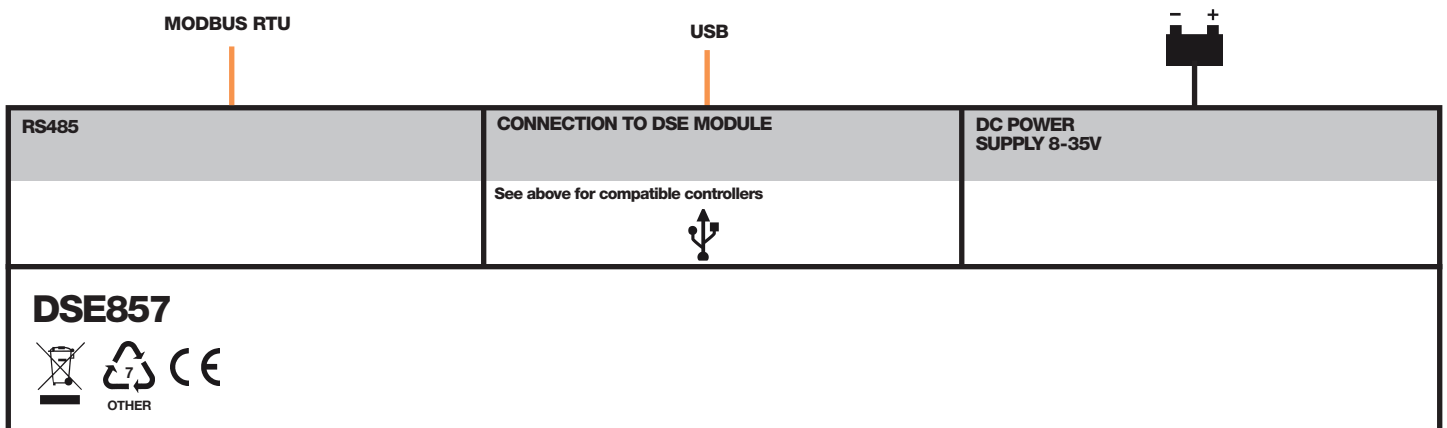 MODBUS RTU
USB
- +
RS485
CONNECTION TO DSE MODULE
DC POWER
SUPPLY 8-35V
See above for compatible controllers
DSE857
7
CE
OTHER